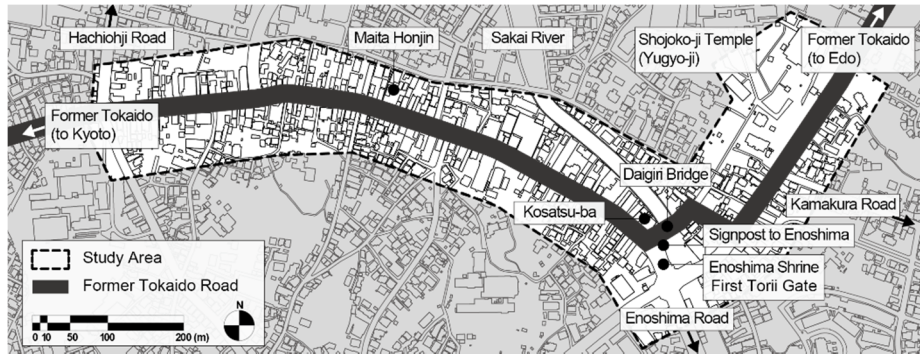 Hachiohji Road
Maita Honjin
Sakai River
Shojoko-ji Temple
(Yugyo-ji)
Former Tokaido
(to Edo)
Former Tokaido
(to Kyoto)
Daigiri Bridge
Kosatsu-ba
Kamakura Road
Signpost to Enoshima
Enoshima Shrine
First Torii Gate
Enoshima Road
Study Area
Former Tokaido Road
N
0 10 50 100 200 (m)